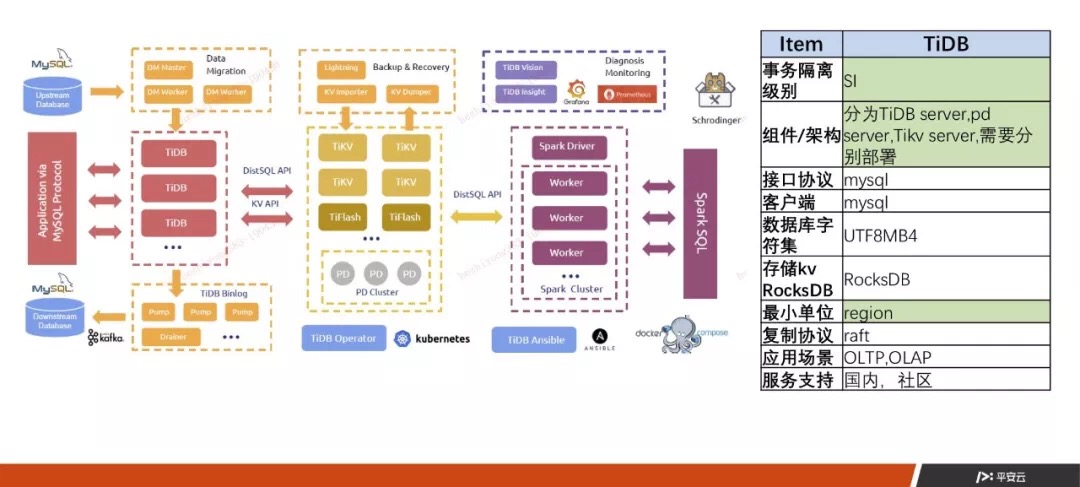 MySQL
Upstream
Database
DM Master
Data
Migration
DM Worker
DM Worker
Lightning
Backup & Recovery
KV Importer
KV Dumper
TiDB Vision
Diagnosis
Monitoring
TiDB Insight
Grafana
Prometheus
Schrodinger
Application via
MySQL Protocol
TiDB
TiDB
TiDB
DistSQL API
KV API
TiKV
TiKV
TiKV
TiKV
TiFlash
TiFlash
PD
PD
PD
PD Cluster
DistSQL API
Spark Driver
Worker
Worker
Worker
Spark Cluster
Spark SQL
MySQL
Downstream
Database
kafka
TiDB Binlog
Pump
Pump
Pump
Drainer
TiDB Operator
kubernetes
TiDB Ansible
ANSIBLE
docker
compose
Item
TiDB
事务隔离
级别
SI
组件/架构
分为TiDB server,pd
server,Tikv server,需要分
别部署
接口协议
mysql
客户端
mysql
数据库字
符集
UTF8MB4
存储kv
RocksDB
RocksDB
最小单位
region
复制协议
raft
应用场景
OLTP,OLAP
服务支持
国内，社区
平安云